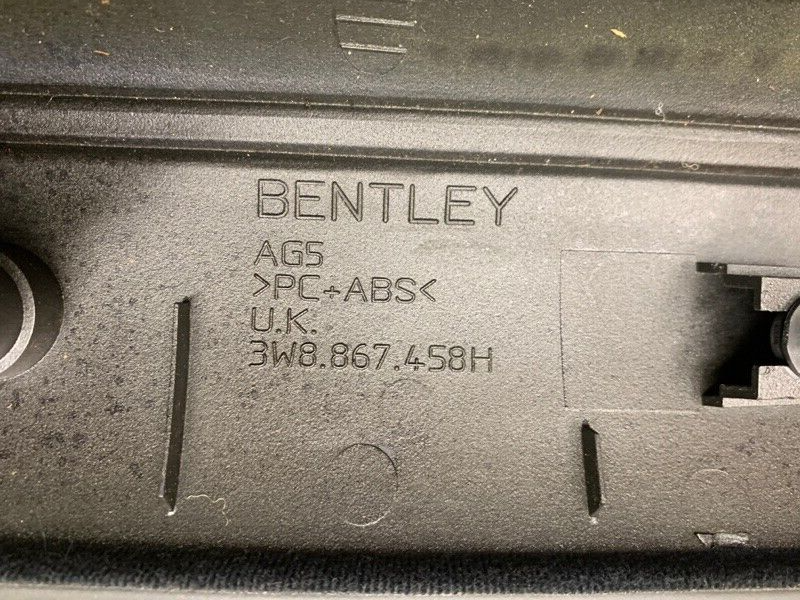 BENTLEY
AG5
>PC+ABS<
U.K.
3W8.867.458H